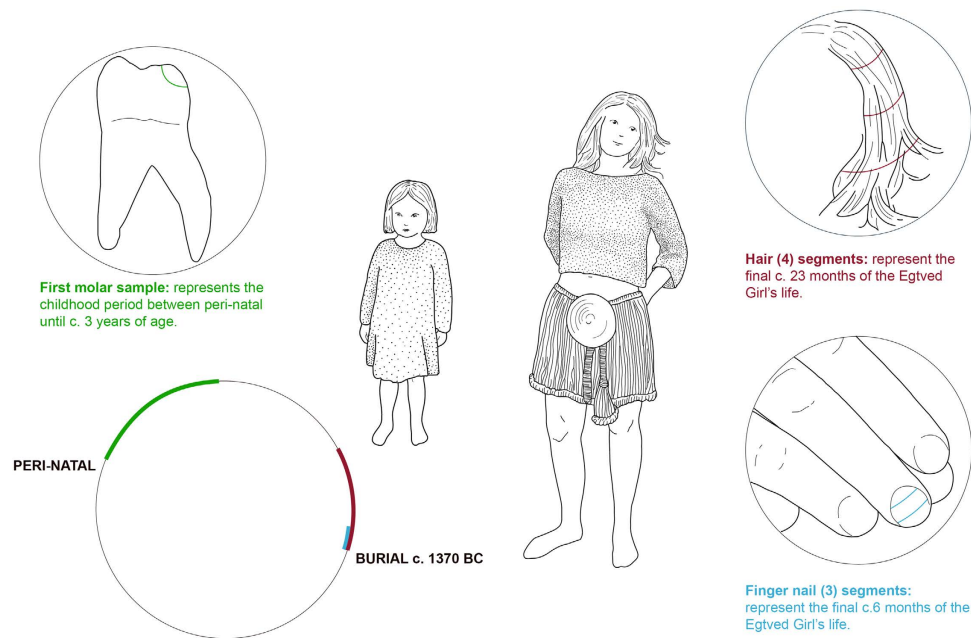 First molar sample: represents the
childhood period between peri-natal
until c. 3 years of age.
PERI-NATAL
BURIAL c. 1370 BC
Hair (4) segments: represent the
final c. 23 months of the Egtved
Girl's life.
Finger nail (3) segments:
represent the final c.6 months of the
Egtved Girl's life.